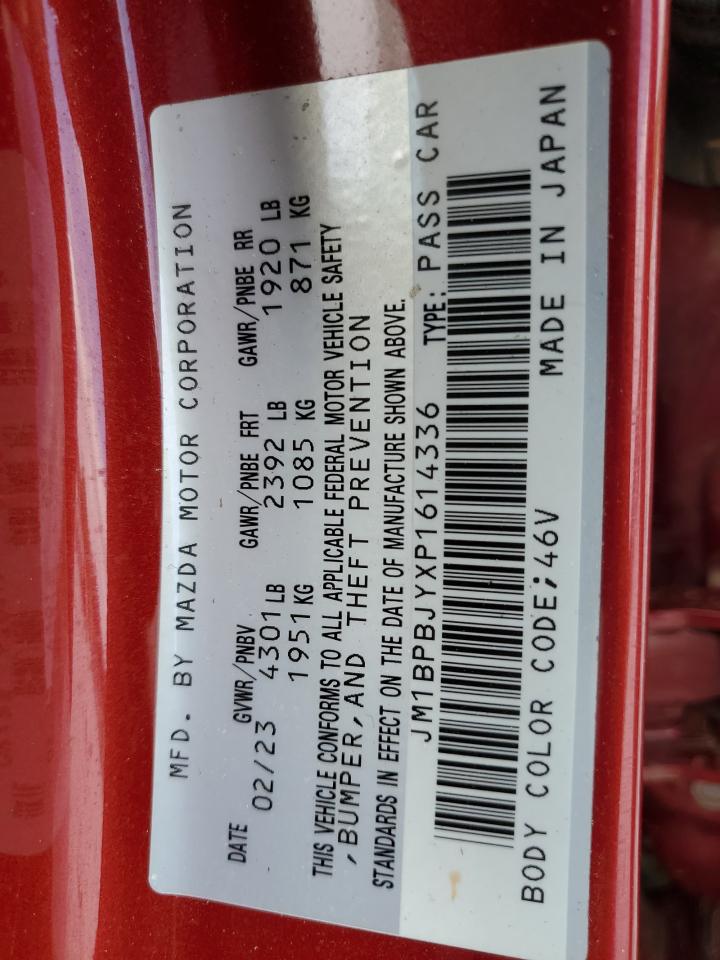 MFD. BY MAZDA MOTOR CORPORATION
DATE GVWR/PNBV GAWR/PNBE FRT GAWR/PNBE RR
02/23 4301 LB 2392 LB 1920 LB
1951 KG 1085 KG 871 KG
THIS VEHICLE CONFORMS TO ALL APPLICABLE FEDERAL MOTOR VEHICLE SAFETY
,BUMPER,AND THEFT PREVENTION
STANDARDS IN EFFECT ON THE DATE OF MANUFACTURE SHOWN ABOVE.
JM1BPBJYXP1614336 TYPE: PASS CAR
BODY COLOR CODE;46V MADE IN JAPAN